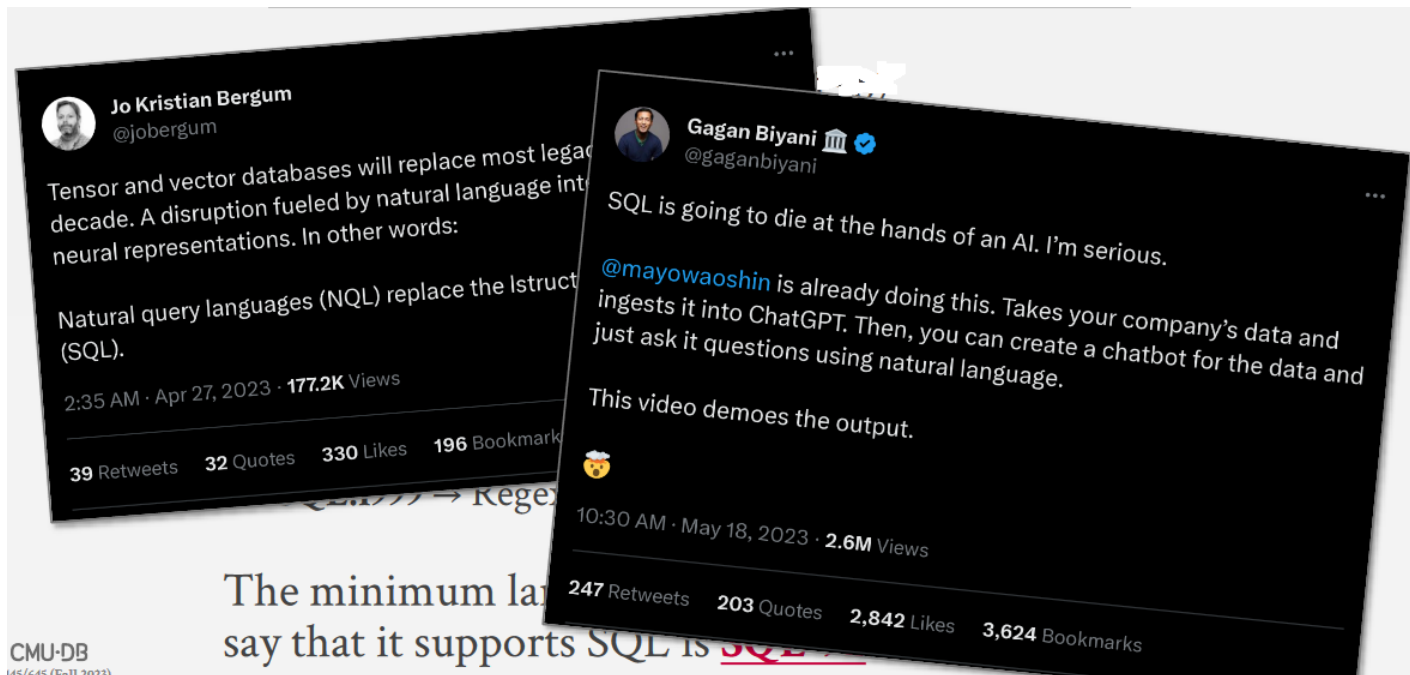 Jo Kristian Bergum
@jobergum
Tensor and vector databases will replace most
decade. A disruption fueled by natural language
neural representations. In other words:
Natural query languages (NQL) replace the
(SQL).
2:35 AM · Apr 27, 2023 · 177.2K Views
39 Retweets 32 Quotes 330 Likes 196 Bookmark
Gagan Biyani 🏛
@gaganbiyani
SQL is going to die at the hands of an AI. I'm serious.
@mayowaoshin is already doing this. Takes your company's data and
ingests it into ChatGPT. Then, you can create a chatbot for the data and
just ask it questions using natural language.
This video demoes the output.
🤯
10:30 AM · May 18, 2023 · 2.6M Views
247 Retweets 203 Quotes 2,842 Likes 3,624 Bookmarks
The minimum
say that it supports SQL is
CMU·DB